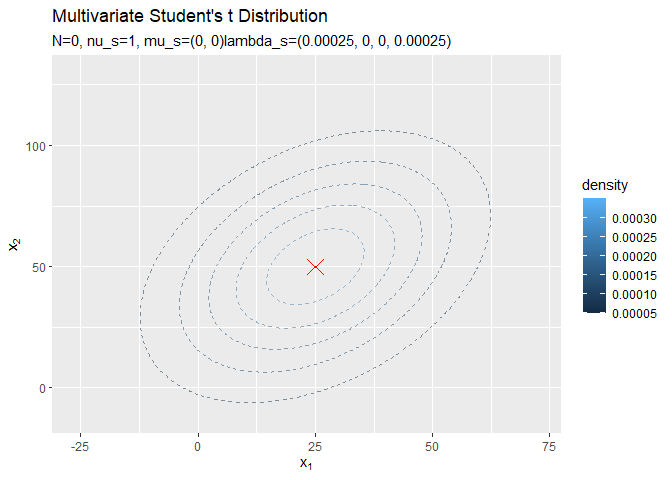 Multivariate Student's t Distribution
N=0, nu_s=1, mu_s=(0, 0)lambda_s=(0.00025, 0, 0, 0.00025)
100
50
0
x2
-25 0 25 50 75
x1
density
0.00030
0.00025
0.00020
0.00015
0.00010
0.00005